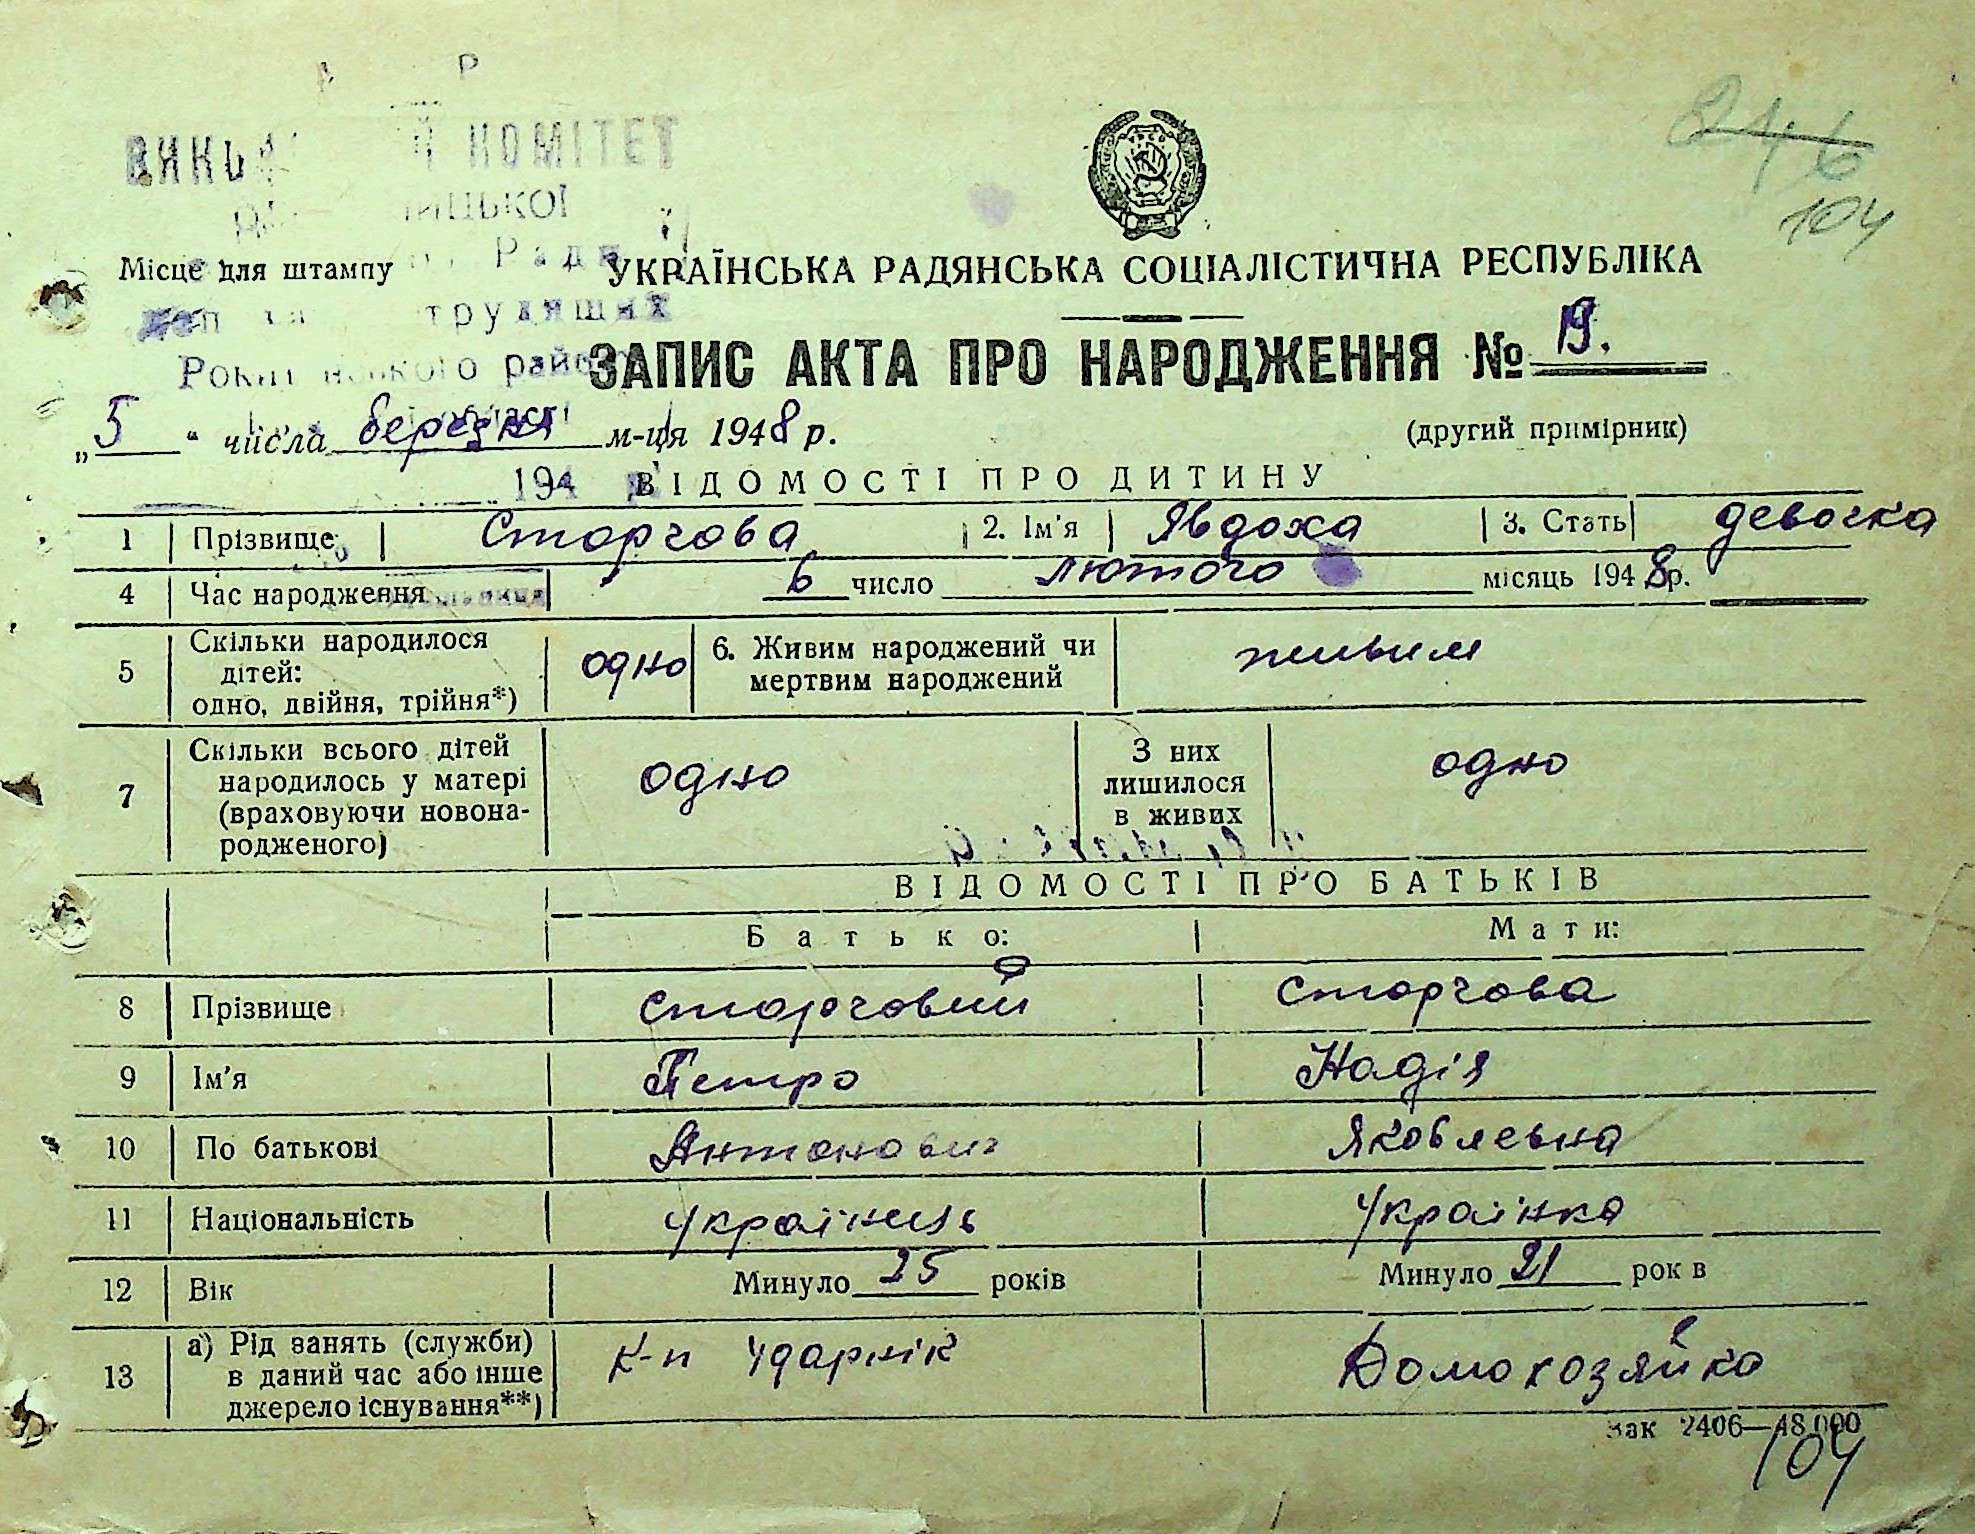 246
104
КОМІТЕТ
Місце для штампу
УКРАЇНСЬКА РАДЯНСЬКА СОЦІАЛІСТИЧНА РЕСПУБЛІКА
трудящих
ЗАПИС АКТА ПРО НАРОДЖЕННЯ № 19.
„5" числа березня м-ця 1948 р.
(другий примірник)
194
ВІДОМОСТІ ПРО ДИТИНУ
1 Прізвище Сторчова 2. Ім'я Явдоха 3. Стать девочка
4 Час народження 6 число лютого місяць 1948 р.
5 Скільки народилося дітей: одно, двійня, трійня*) одно 6. Живим народжений чи мертвим народжений живим
7 Скільки всього дітей народилось у матері (враховуючи новона-родженого) одно З них лишилося в живих одно
ВІДОМОСТІ ПРО БАТЬКІВ
Батько: Мати:
8 Прізвище Сторчовий Сторчова
9 Ім'я Петро Надія
10 По батькові Антонович Яковлевна
11 Національність Українець Українка
12 Вік Минуло 25 років Минуло 21 рок в
13 а) Рід занять (служби) в даний час або інше джерело існування**) к-п Ударнік Домохозяйка
Зак 2406—48.000
104